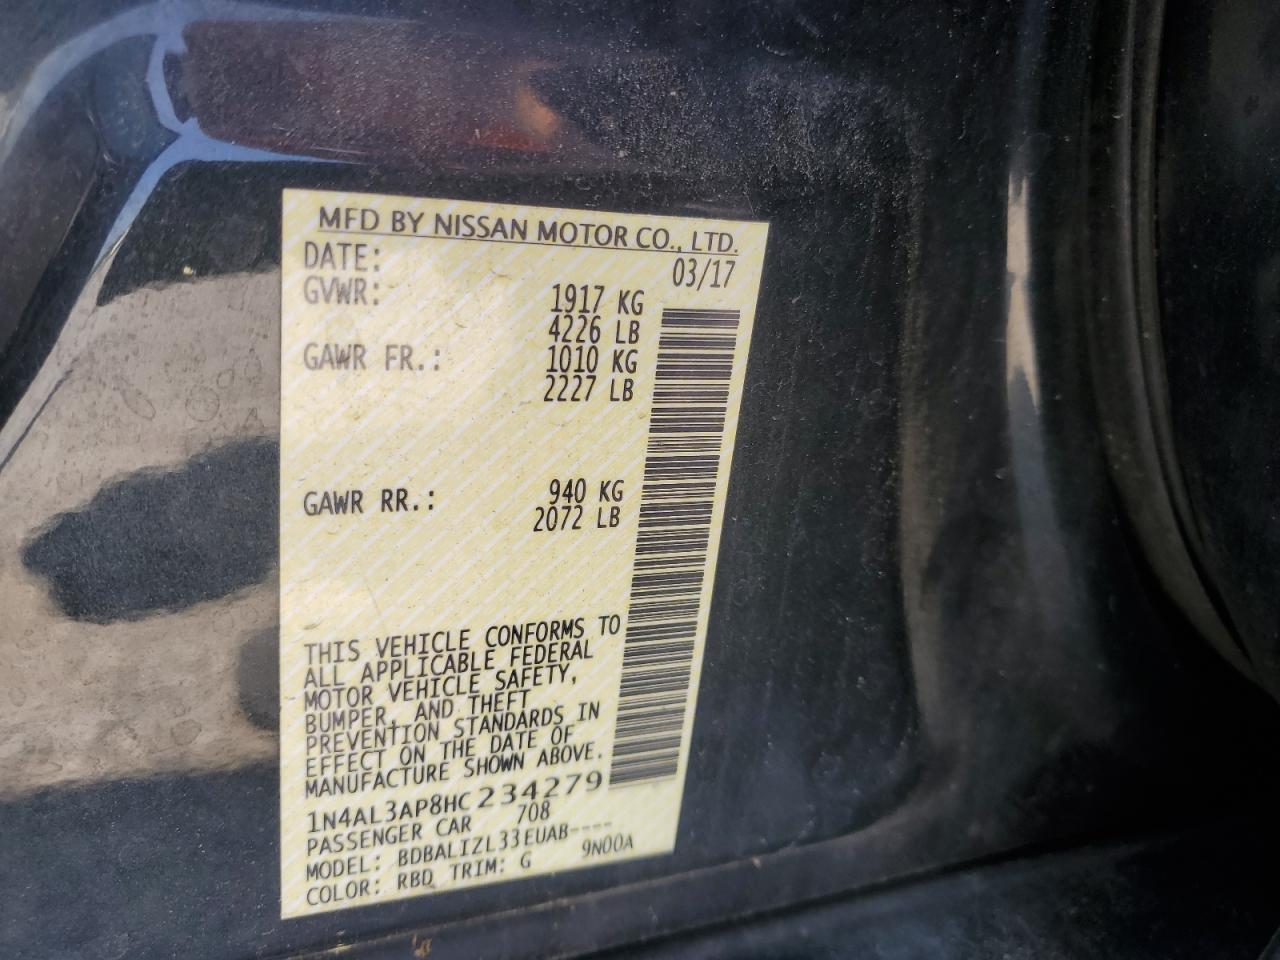 MFD BY NISSAN MOTOR CO., LTD.
DATE: 03/17
GVWR: 1917 KG
4226 LB
GAWR FR.: 1010 KG
2227 LB
GAWR RR.: 940 KG
2072 LB
THIS VEHICLE CONFORMS TO
ALL APPLICABLE FEDERAL
MOTOR VEHICLE SAFETY,
BUMPER, AND THEFT
PREVENTION STANDARDS IN
EFFECT ON THE DATE OF
MANUFACTURE SHOWN ABOVE.
1N4AL3AP8HC234279
PASSENGER CAR 708
MODEL: BDBALIZL33EUAB----
COLOR: RBD TRIM: G 9N00A